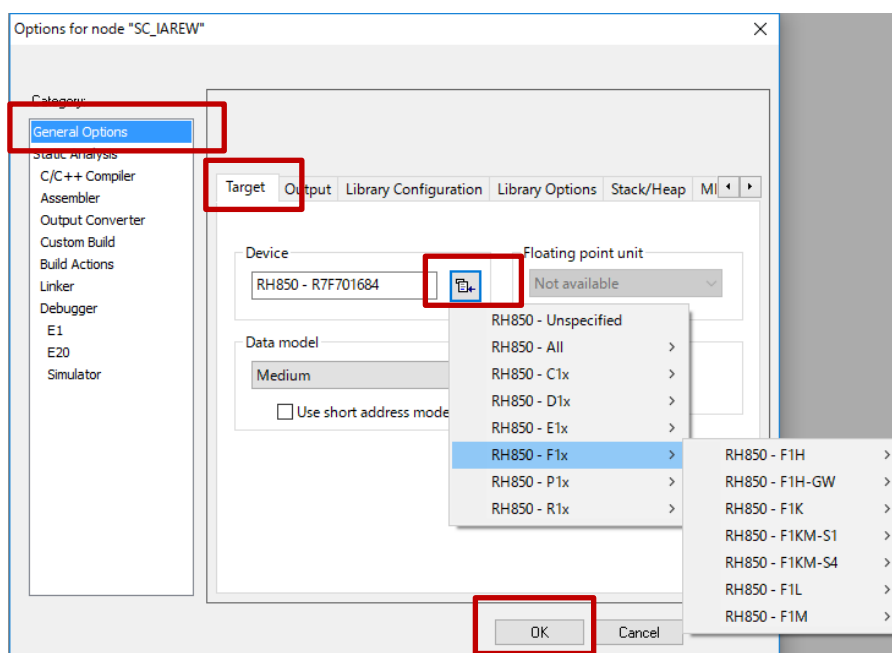 Options for node "SC_IAREW"
Category:
General Options
Static Analysis
C/C++ Compiler
Assembler
Output Converter
Custom Build
Build Actions
Linker
Debugger
E1
E20
Simulator
Target Output Library Configuration Library Options Stack/Heap MI
Device
RH850 - R7F701684
Floating point unit
Not available
Data model
Medium
Use short address mode
RH850 - Unspecified
RH850 - All
RH850 - C1x
RH850 - D1x
RH850 - E1x
RH850 - F1x
RH850 - P1x
RH850 - R1x
RH850 - F1H
RH850 - F1H-GW
RH850 - F1K
RH850 - F1KM-S1
RH850 - F1KM-S4
RH850 - F1L
RH850 - F1M
OK Cancel